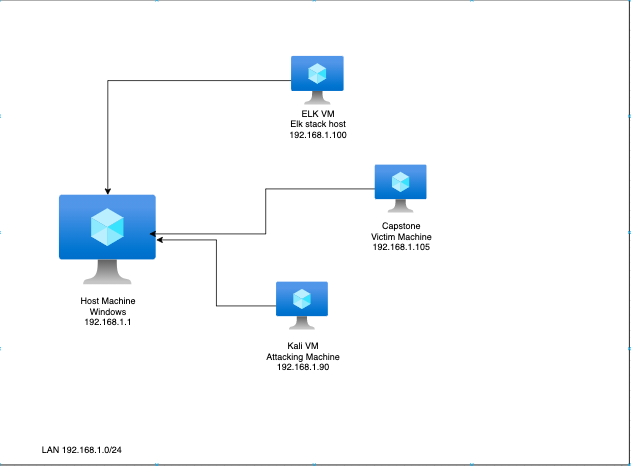 ELK VM
Elk stack host
192.168.1.100
Capstone
Victim Machine
192.168.1.105
Host Machine
Windows
192.168.1.1
Kali VM
Attacking Machine
192.168.1.90
LAN 192.168.1.0/24